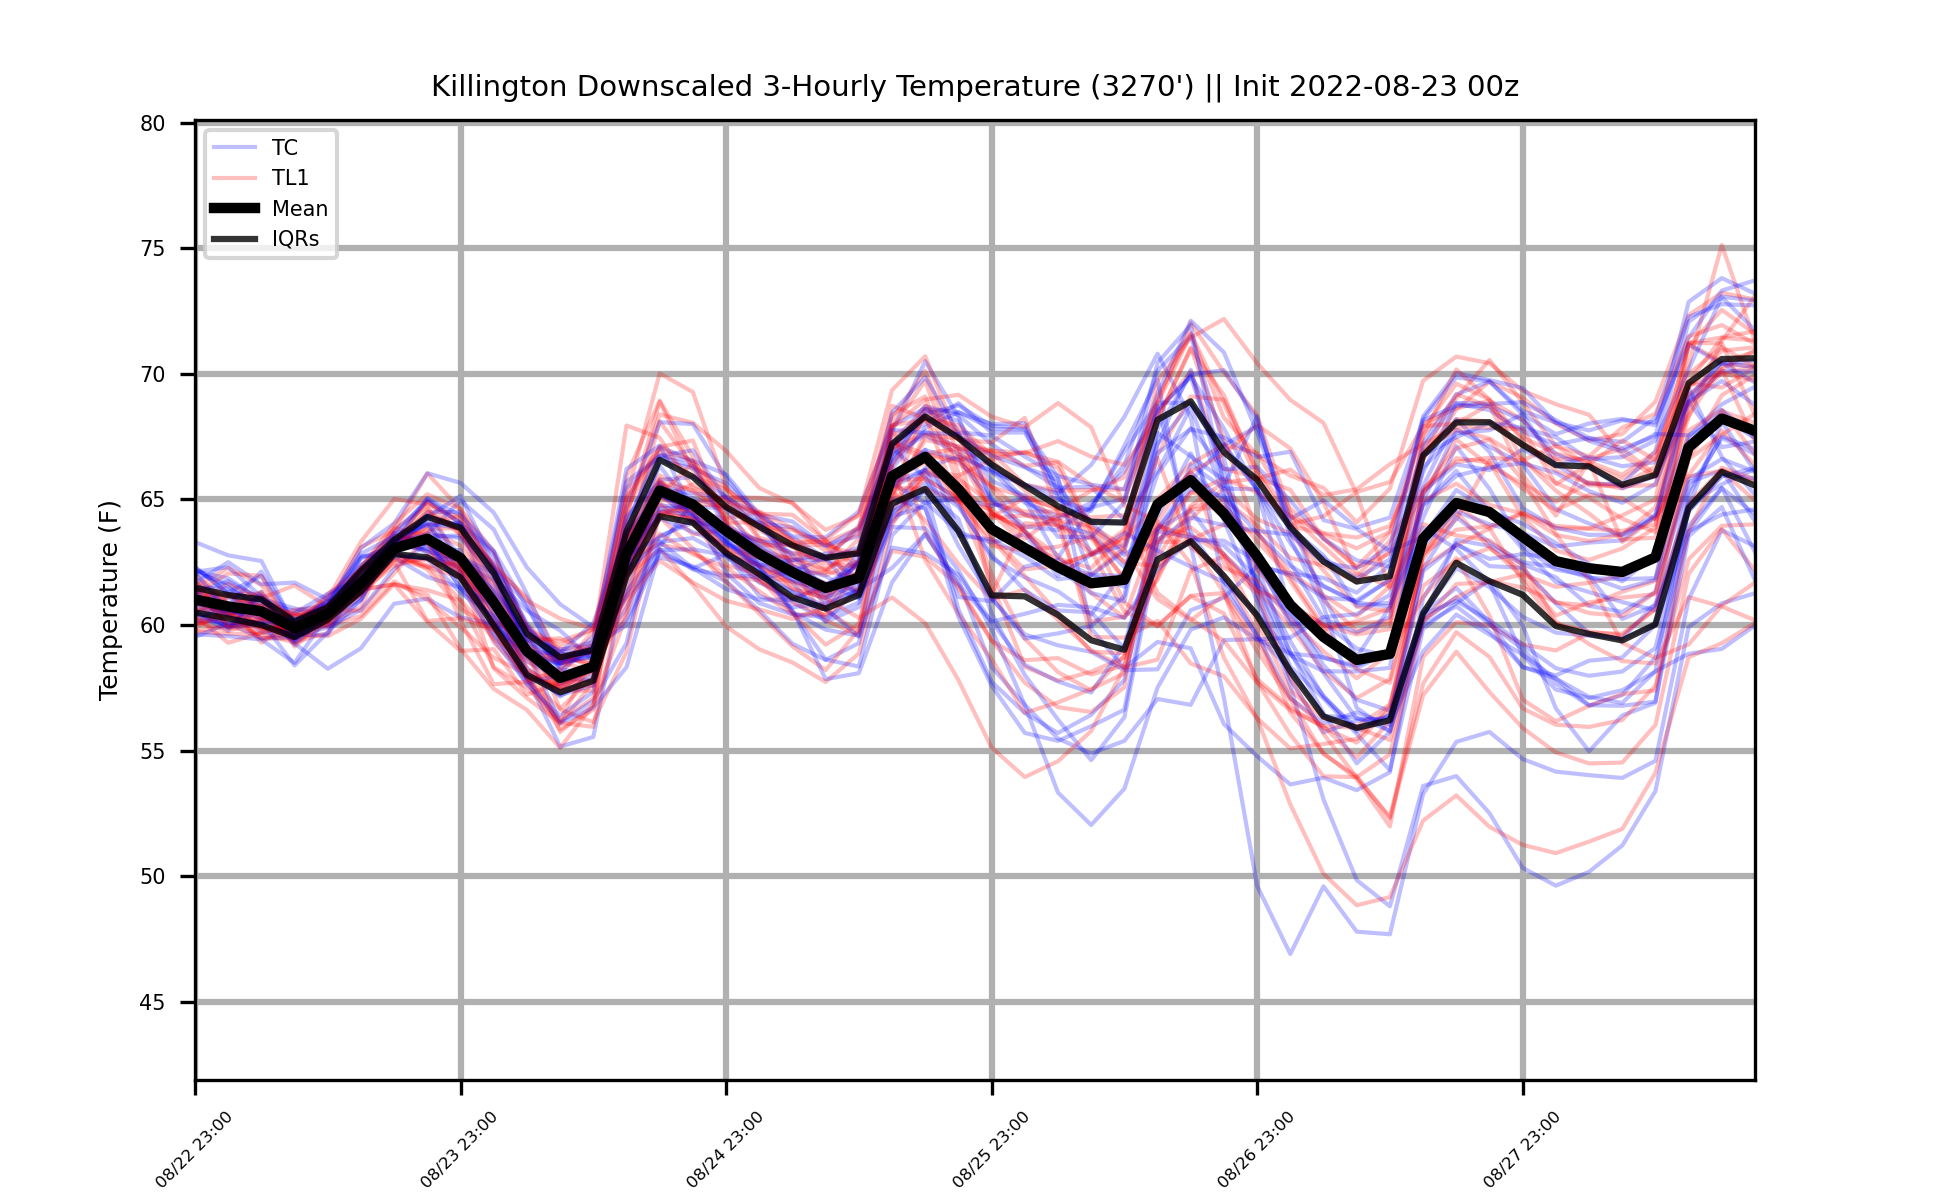 Killington Downscaled 3-Hourly Temperature (3270') || Init 2022-08-23 00z
TC
TL1
Mean
IQRs
Temperature (F)
80
75
70
65
60
55
50
45
08/22 23:00
08/23 23:00
08/24 23:00
08/25 23:00
08/26 23:00
08/27 23:00